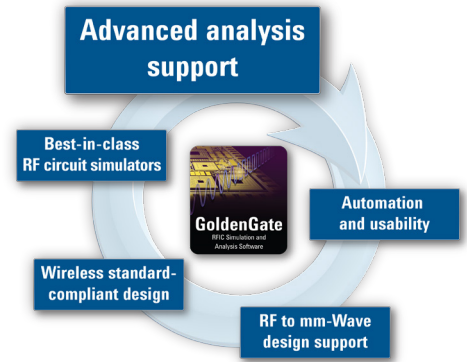 Advanced analysis
support
Best-in-class
RF circuit simulators
GoldenGate
RFIC Simulation and
Analysis Software
Automation
and usability
Wireless standard-
compliant design
RF to mm-Wave
design support